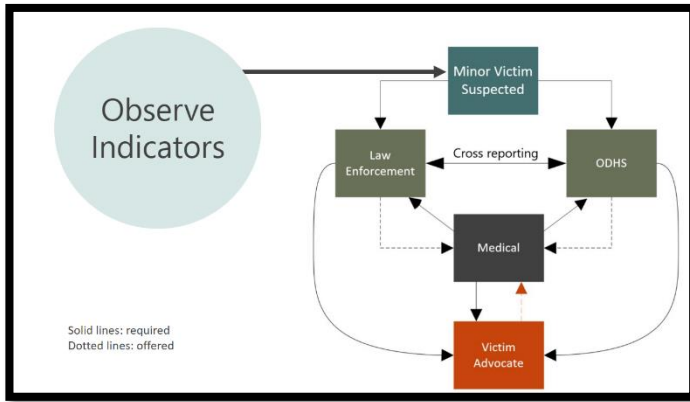 Observe
Indicators
Minor Victim
Suspected
Law
Enforcement
Cross reporting
ODHS
Medical
Victim
Advocate
Solid lines: required
Dotted lines: offered